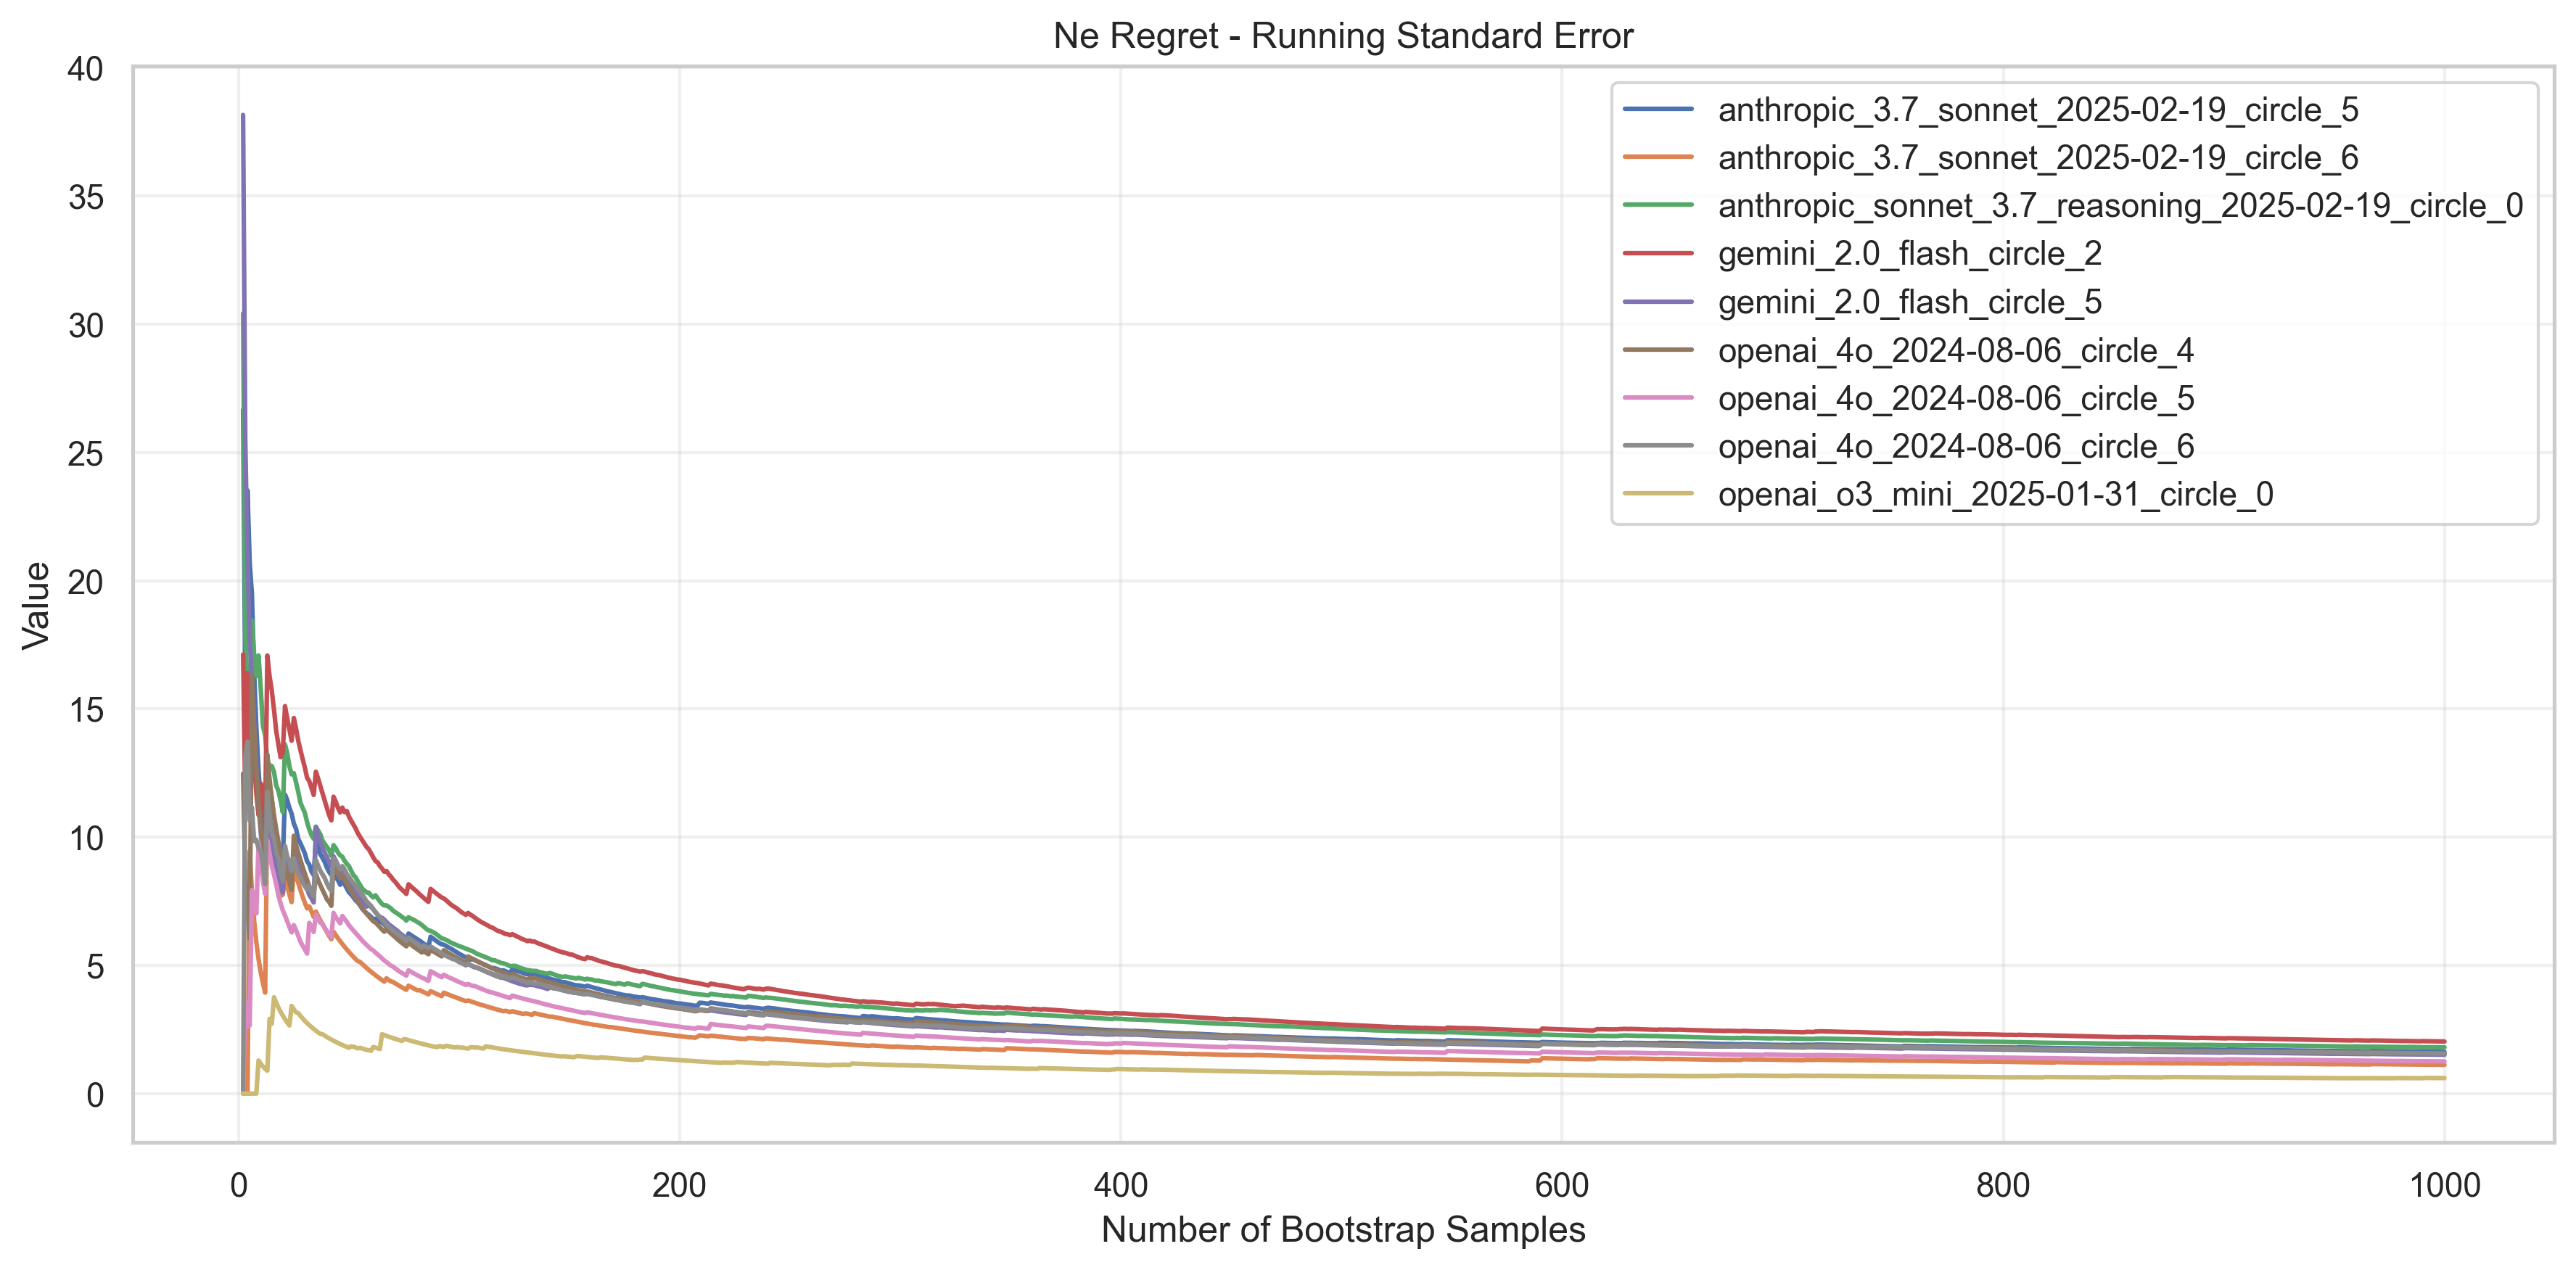 Ne Regret - Running Standard Error
40
35
30
25
20
15
10
5
0
Value
anthropic_3.7_sonnet_2025-02-19_circle_5
anthropic_3.7_sonnet_2025-02-19_circle_6
anthropic_sonnet_3.7_reasoning_2025-02-19_circle_0
gemini_2.0_flash_circle_2
gemini_2.0_flash_circle_5
openai_4o_2024-08-06_circle_4
openai_4o_2024-08-06_circle_5
openai_4o_2024-08-06_circle_6
openai_o3_mini_2025-01-31_circle_0
0 200 400 600 800 1000
Number of Bootstrap Samples